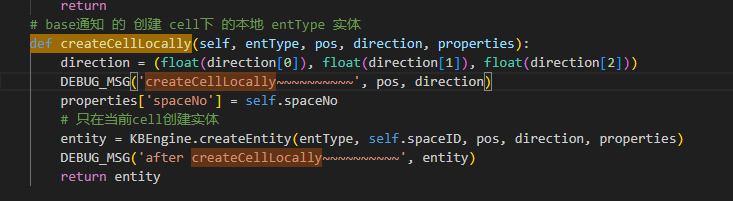 return
# base通知 的 创建 cell下 的本地 entType 实体
def createCellLocally(self, entType, pos, direction, properties):
direction = (float(direction[0]), float(direction[1]), float(direction[2]))
DEBUG_MSG('createCellLocally~~~~~~~~~~', pos, direction)
properties['spaceNo'] = self.spaceNo
# 只在当前cell创建实体
entity = KBEngine.createEntity(entType, self.spaceID, pos, direction, properties)
DEBUG_MSG('after createCellLocally~~~~~~~~~~', entity)
return entity